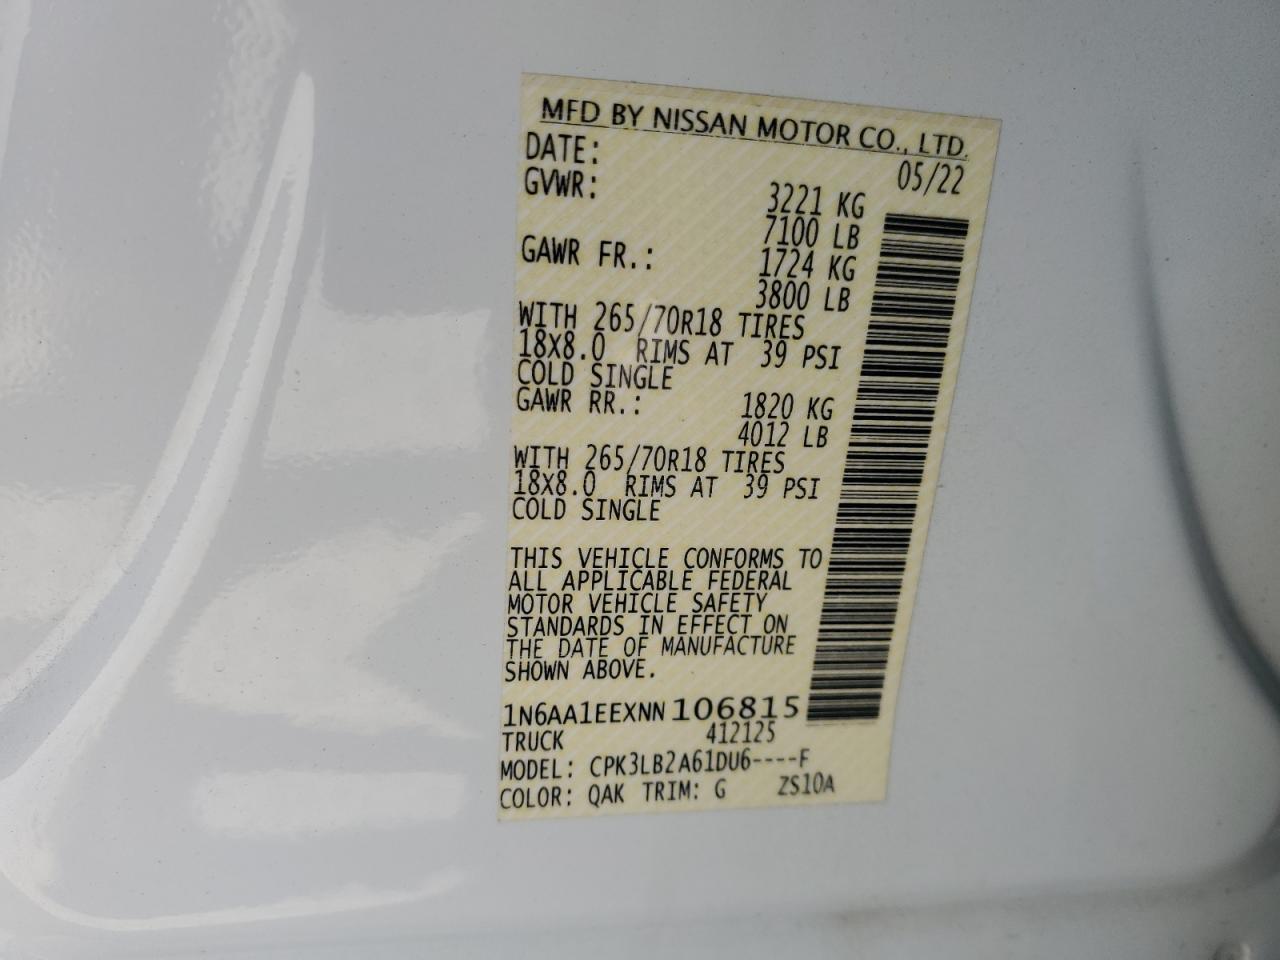 MFD BY NISSAN MOTOR CO., LTD.
DATE: 05/22
GVWR: 3221 KG
7100 LB
GAWR FR.: 1724 KG
3800 LB
WITH 265/70R18 TIRES
18X8.0 RIMS AT 39 PSI
COLD SINGLE
GAWR RR.: 1820 KG
4012 LB
WITH 265/70R18 TIRES
18X8.0 RIMS AT 39 PSI
COLD SINGLE
THIS VEHICLE CONFORMS TO
ALL APPLICABLE FEDERAL
MOTOR VEHICLE SAFETY
STANDARDS IN EFFECT ON
THE DATE OF MANUFACTURE
SHOWN ABOVE.
1N6AA1EEXNN106815
TRUCK 412125
MODEL: CPK3LB2A61DU6----F
COLOR: QAK TRIM: G ZS10A